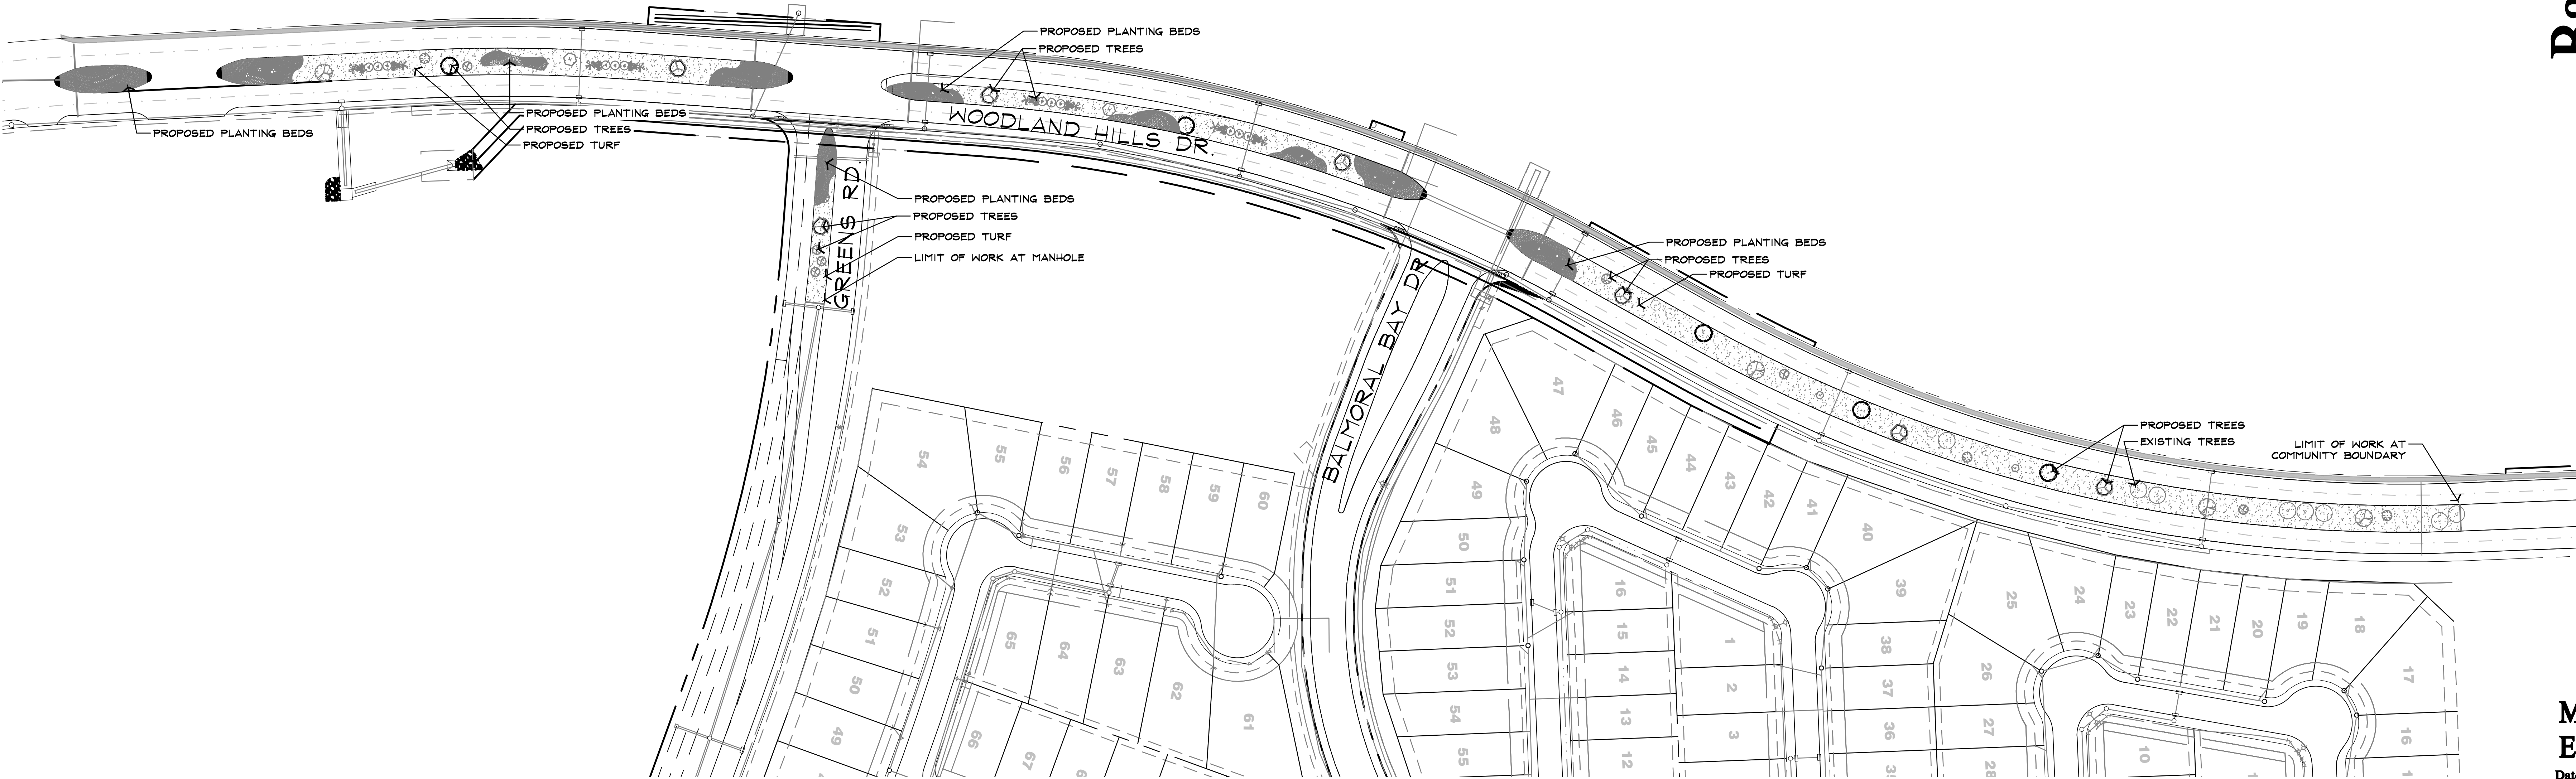 PROPOSED PLANTING BEDS
PROPOSED PLANTING BEDS
PROPOSED TREES
PROPOSED TURF
PROPOSED PLANTING BEDS
PROPOSED TREES
WOODLAND HILLS DR.
GREENS RD.
PROPOSED PLANTING BEDS
PROPOSED TREES
PROPOSED TURF
LIMIT OF WORK AT MANHOLE
BALMORAL BAY DR
PROPOSED PLANTING BEDS
PROPOSED TREES
PROPOSED TURF
PROPOSED TREES
EXISTING TREES
LIMIT OF WORK AT
COMMUNITY BOUNDARY
54
55
56
57
58
59
60
53
52
51
50
49
65
64
63
62
61
66
67
47
48
46
45
44
43
42
41
40
39
49
50
51
52
53
54
55
16
15
14
13
12
1
2
3
38
37
36
25
24
23
22
21
20
19
18
17
16
26
27
28
10
M
E